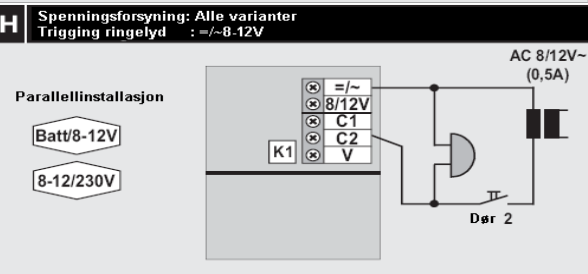 H
Spenningsforsyning: Alle varianter
Trigging ringelyd : =/~8-12V
AC 8/12V~
(0,5A)
Parallellinstallasjon
Batt/8-12V
8-12/230V
=/~
8/12V
C1
C2
V
K1
Dør 2